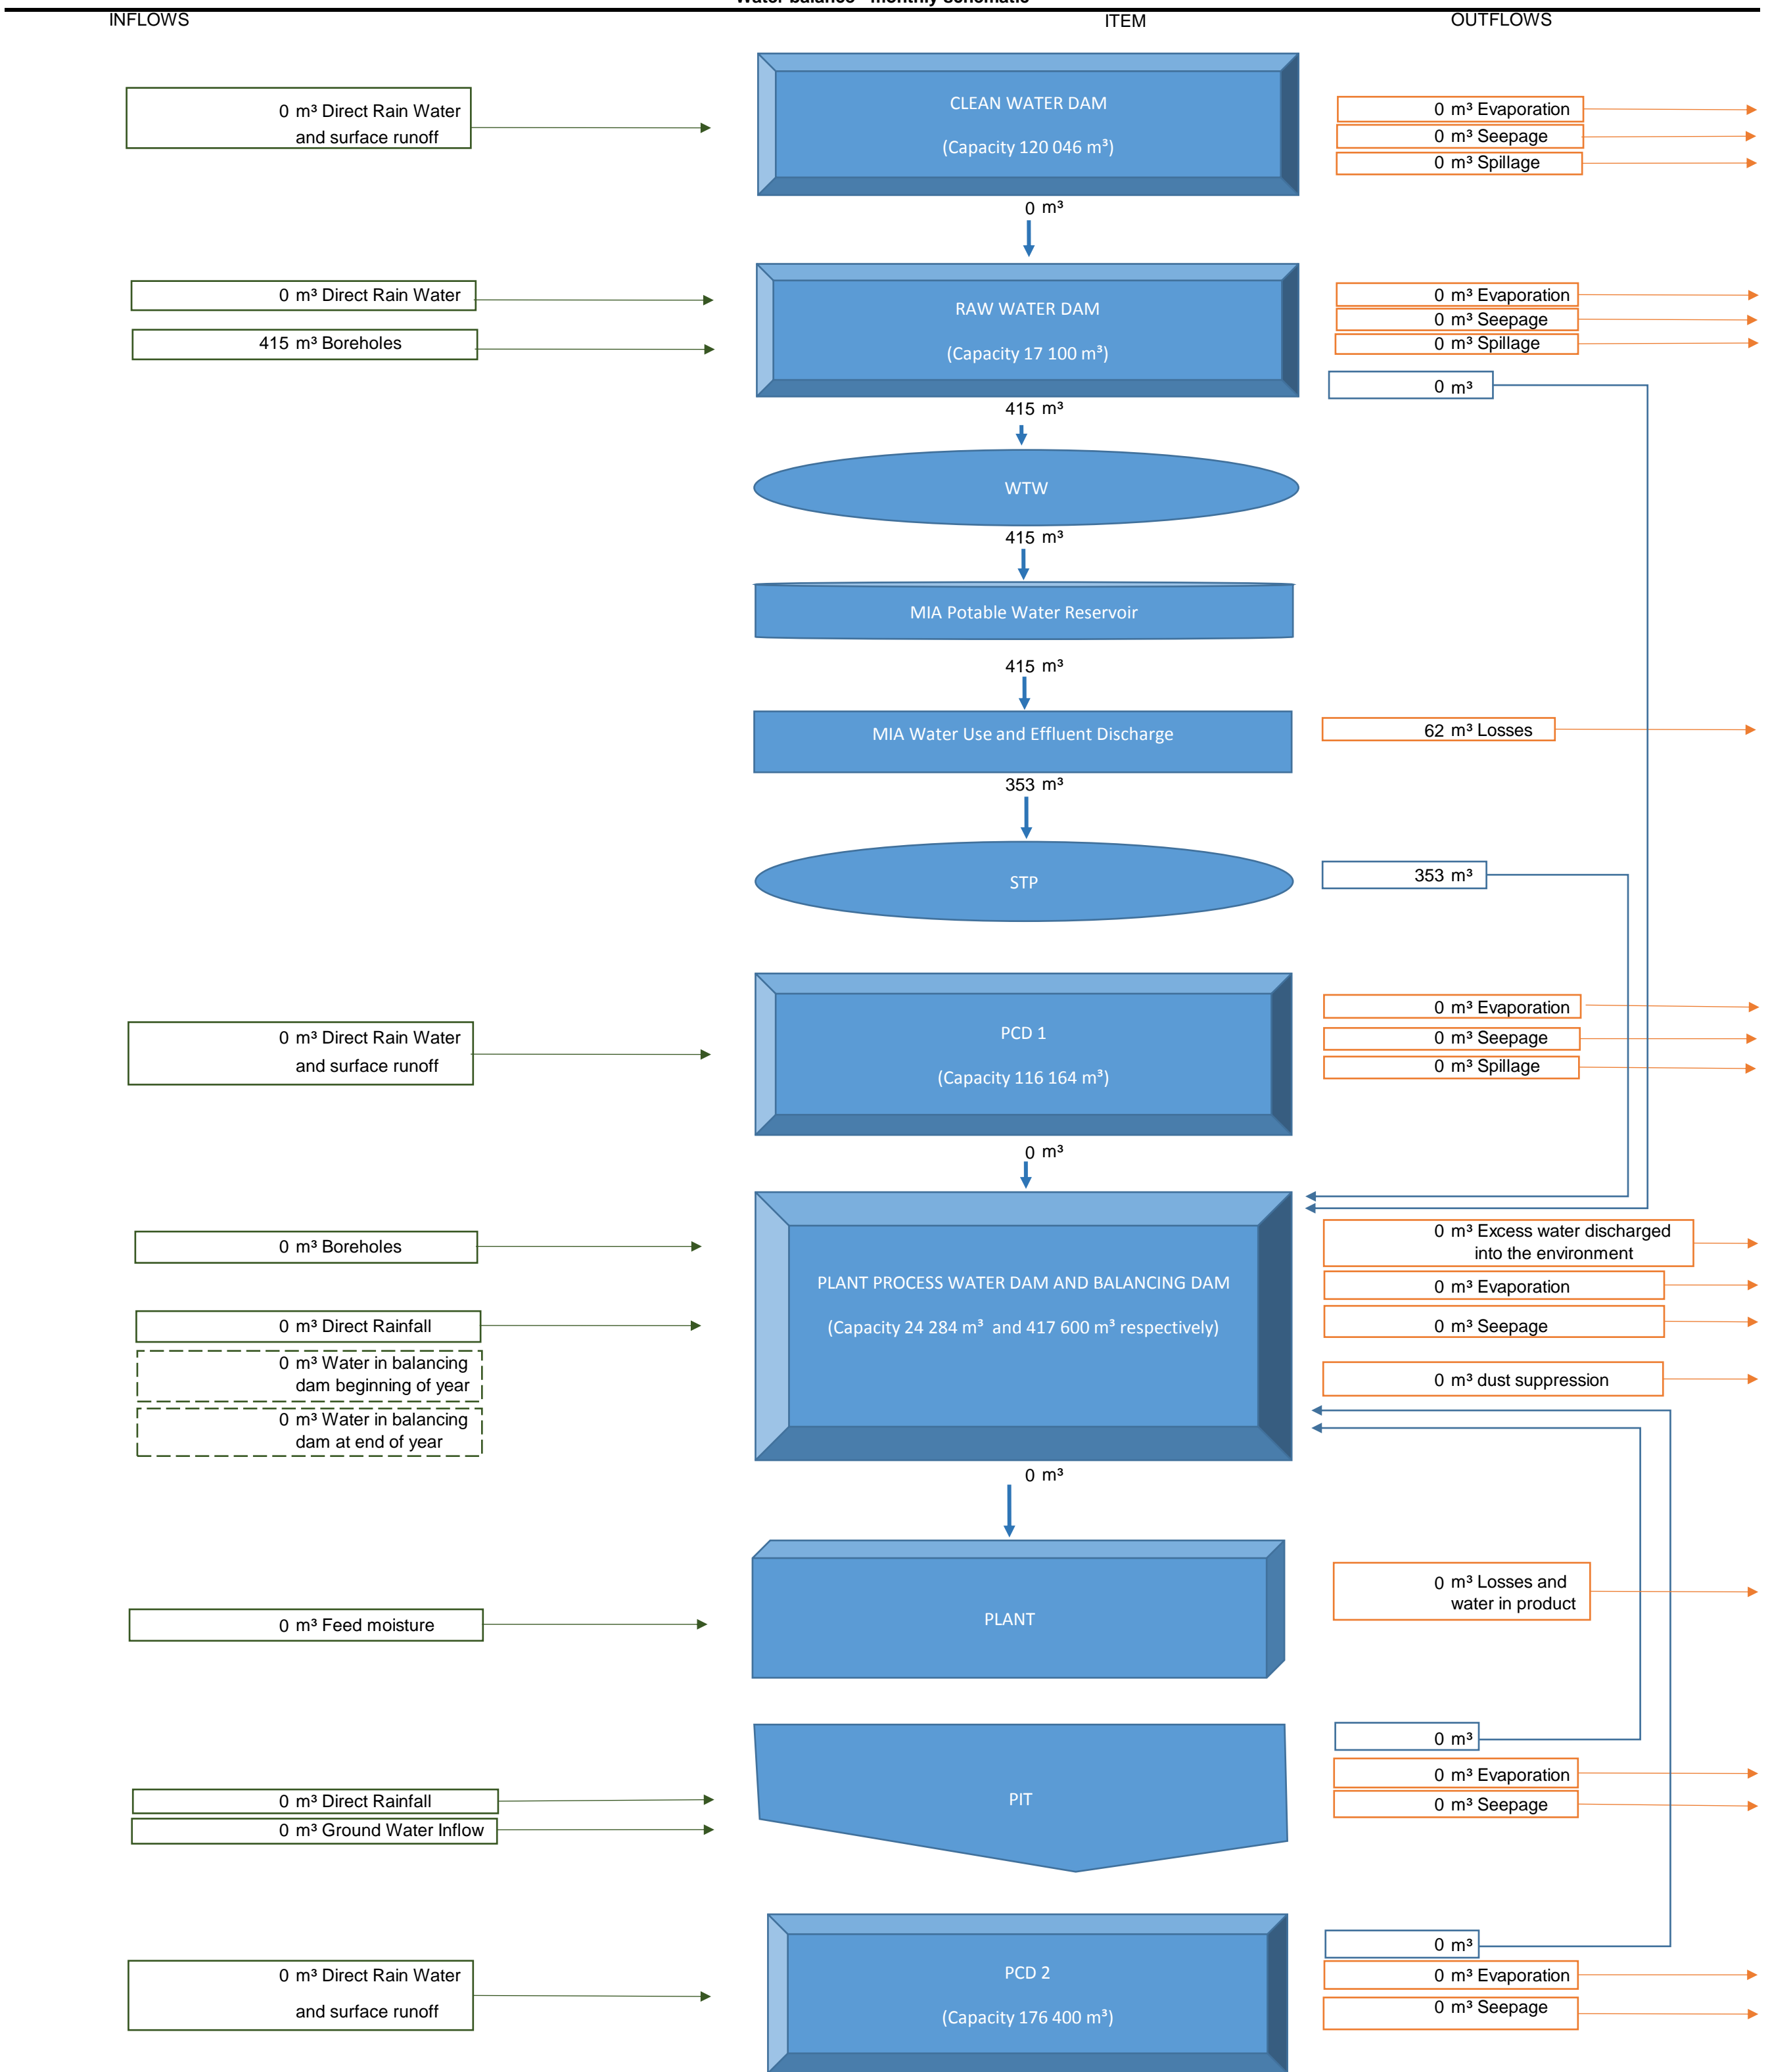 Water balance - monthly schematic
INFLOWS
ITEM
OUTFLOWS
0 m³ Direct Rain Water
and surface runoff
CLEAN WATER DAM
(Capacity 120 046 m³)
0 m³ Evaporation
0 m³ Seepage
0 m³ Spillage
0 m³
0 m³ Direct Rain Water
415 m³ Boreholes
RAW WATER DAM
(Capacity 17 100 m³)
0 m³ Evaporation
0 m³ Seepage
0 m³ Spillage
0 m³
415 m³
WTW
415 m³
MIA Potable Water Reservoir
415 m³
MIA Water Use and Effluent Discharge
62 m³ Losses
353 m³
STP
353 m³
0 m³ Direct Rain Water
and surface runoff
PCD 1
(Capacity 116 164 m³)
0 m³ Evaporation
0 m³ Seepage
0 m³ Spillage
0 m³
0 m³ Boreholes
0 m³ Direct Rainfall
0 m³ Water in balancing
dam beginning of year
0 m³ Water in balancing
dam at end of year
PLANT PROCESS WATER DAM AND BALANCING DAM
(Capacity 24 284 m³ and 417 600 m³ respectively)
0 m³ Excess water discharged
into the environment
0 m³ Evaporation
0 m³ Seepage
0 m³ dust suppression
0 m³
0 m³ Feed moisture
PLANT
0 m³ Losses and
water in product
0 m³ Direct Rainfall
0 m³ Ground Water Inflow
PIT
0 m³
0 m³ Evaporation
0 m³ Seepage
0 m³ Direct Rain Water
and surface runoff
PCD 2
(Capacity 176 400 m³)
0 m³
0 m³ Evaporation
0 m³ Seepage